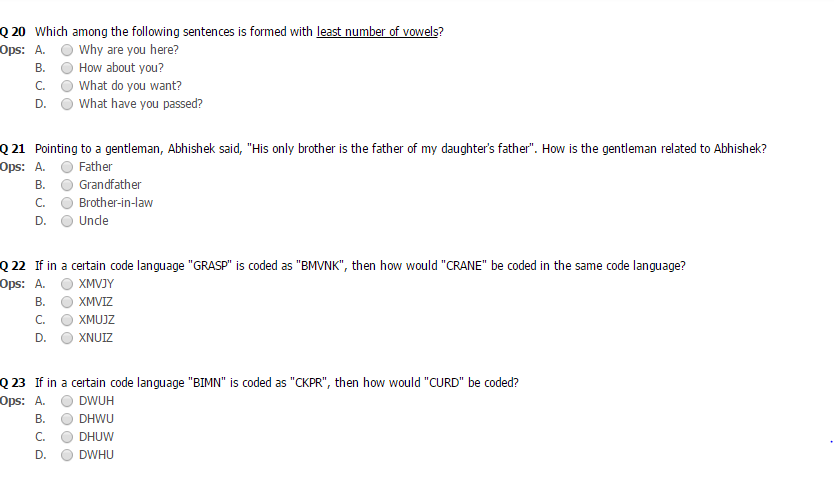 Q 20 Which among the following sentences is formed with least number of vowels?
Ops: A. Why are you here?
B. How about you?
C. What do you want?
D. What have you passed?
Q 21 Pointing to a gentleman, Abhishek said, "His only brother is the father of my daughter's father". How is the gentleman related to Abhishek?
Ops: A. Father
B. Grandfather
C. Brother-in-law
D. Uncle
Q 22 If in a certain code language "GRASP" is coded as "BMVNK", then how would "CRANE" be coded in the same code language?
Ops: A. XMVJY
B. XMVIZ
C. XMUJZ
D. XNUIZ
Q 23 If in a certain code language "BIMN" is coded as "CKPR", then how would "CURD" be coded?
Ops: A. DWUH
B. DHWU
C. DHUW
D. DWHU